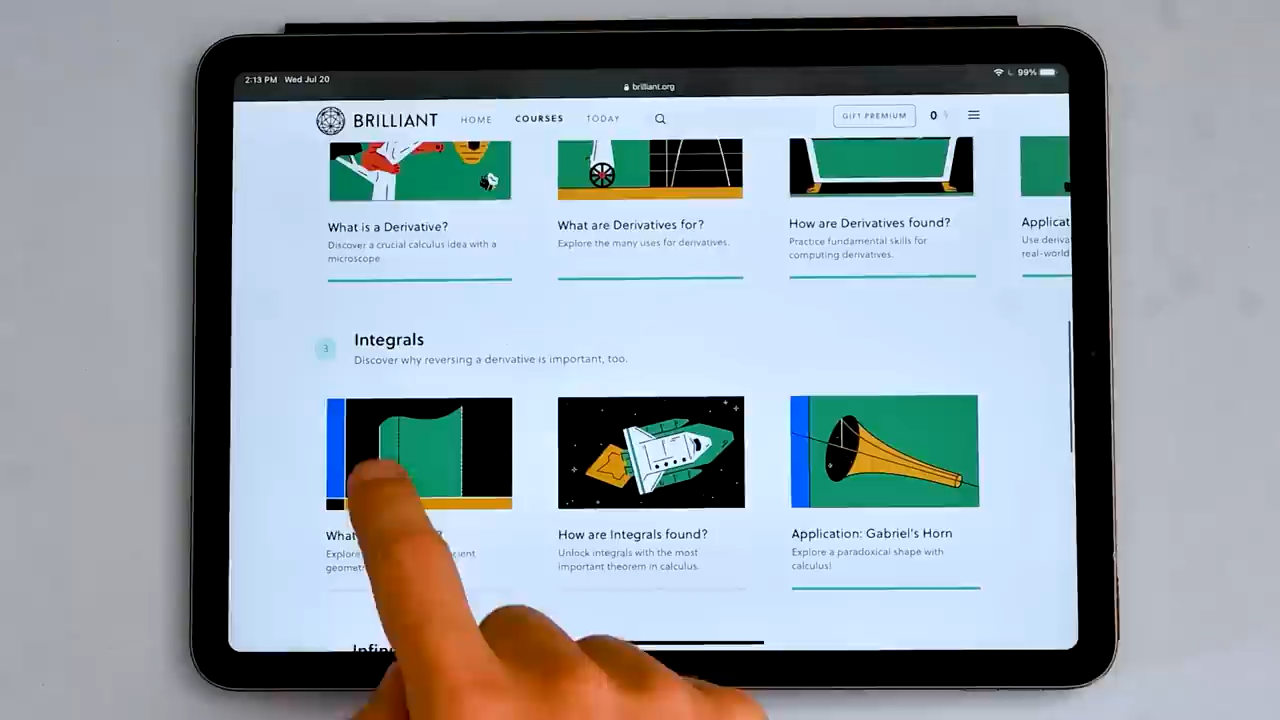 2:13 PM Wed Jul 20
99%
brilliant.org
BRILLIANT HOME COURSES TODAY GIFT PREMIUM 0
What is a Derivative?
Discover a crucial calculus idea with a
microscope.
What are Derivatives for?
Explore the many uses for derivatives.
How are Derivatives found?
Practice fundamental skills for
computing derivatives.
Applicat
Use deriva
real-world
3 Integrals
Discover why reversing a derivative is important, too.
What
Explore
geomet
How are Integrals found?
Unlock integrals with the most
important theorem in calculus.
Application: Gabriel's Horn
Explore a paradoxical shape with
calculus!